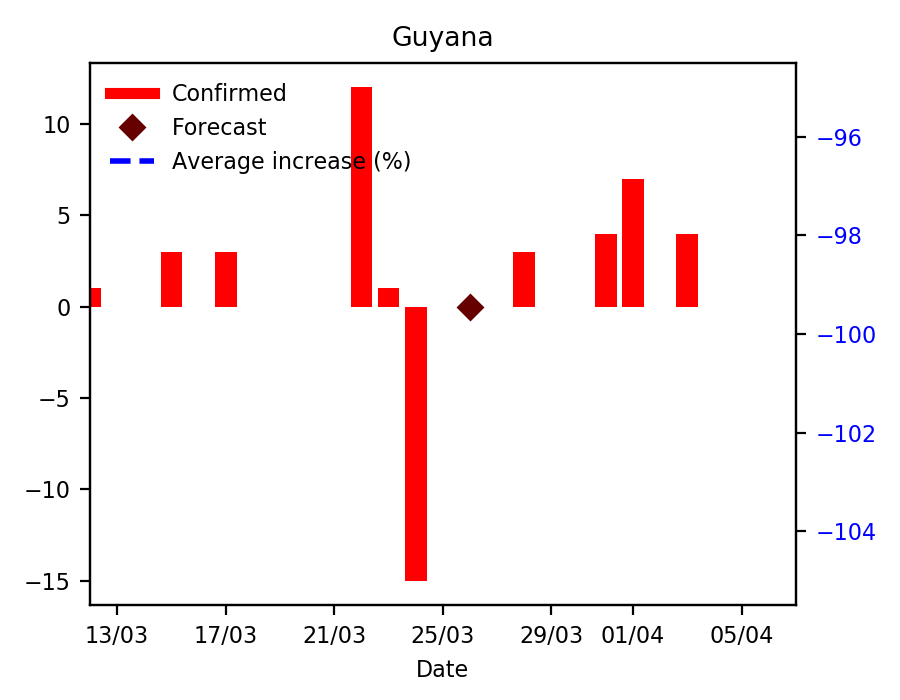 Guyana
Confirmed
Forecast
Average increase (%)
10
5
0
−5
−10
−15
−96
−98
−100
−102
−104
13/03 17/03 21/03 25/03 29/03 01/04 05/04
Date